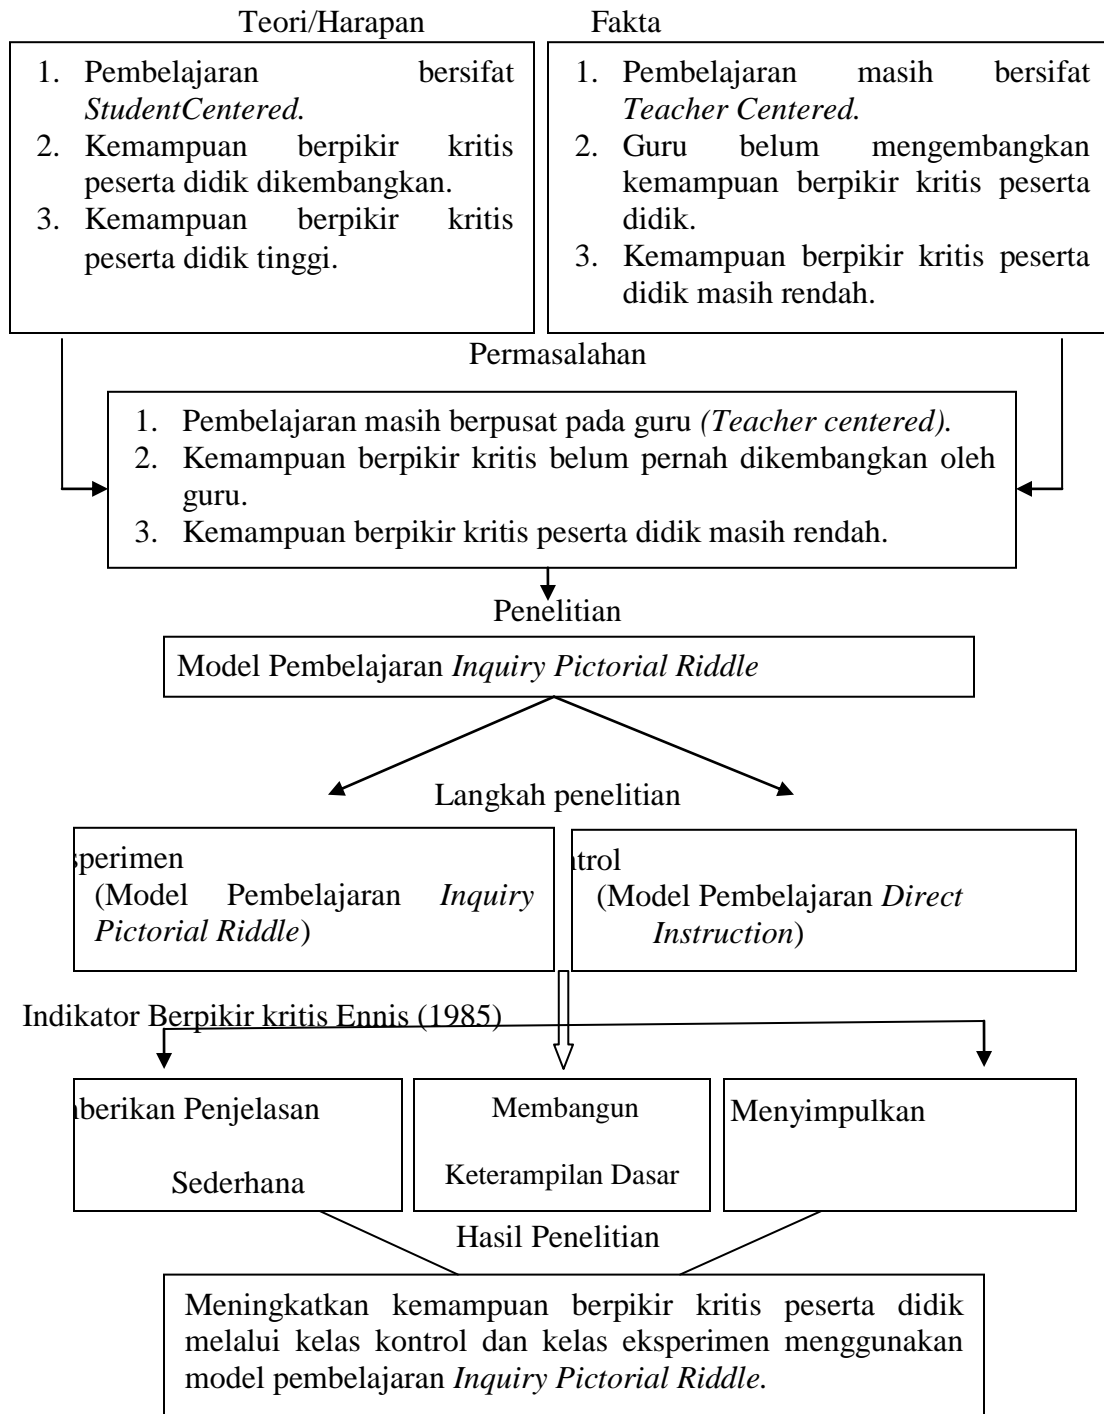 Teori/Harapan
Fakta
1. Pembelajaran bersifat
StudentCentered.
2. Kemampuan berpikir kritis
peserta didik dikembangkan.
3. Kemampuan berpikir kritis
peserta didik tinggi.
1. Pembelajaran masih bersifat
Teacher Centered.
2. Guru belum mengembangkan
kemampuan berpikir kritis peserta
didik.
3. Kemampuan berpikir kritis peserta
didik masih rendah.
Permasalahan
1. Pembelajaran masih berpusat pada guru (Teacher centered).
2. Kemampuan berpikir kritis belum pernah dikembangkan oleh
guru.
3. Kemampuan berpikir kritis peserta didik masih rendah.
Penelitian
Model Pembelajaran Inquiry Pictorial Riddle
Langkah penelitian
sperimen
(Model Pembelajaran Inquiry
Pictorial Riddle)
ntrol
(Model Pembelajaran Direct
Instruction)
Indikator Berpikir kritis Ennis (1985)
nberikan Penjelasan
Sederhana
Membangun
Keterampilan Dasar
Menyimpulkan
Hasil Penelitian
Meningkatkan kemampuan berpikir kritis peserta didik
melalui kelas kontrol dan kelas eksperimen menggunakan
model pembelajaran Inquiry Pictorial Riddle.